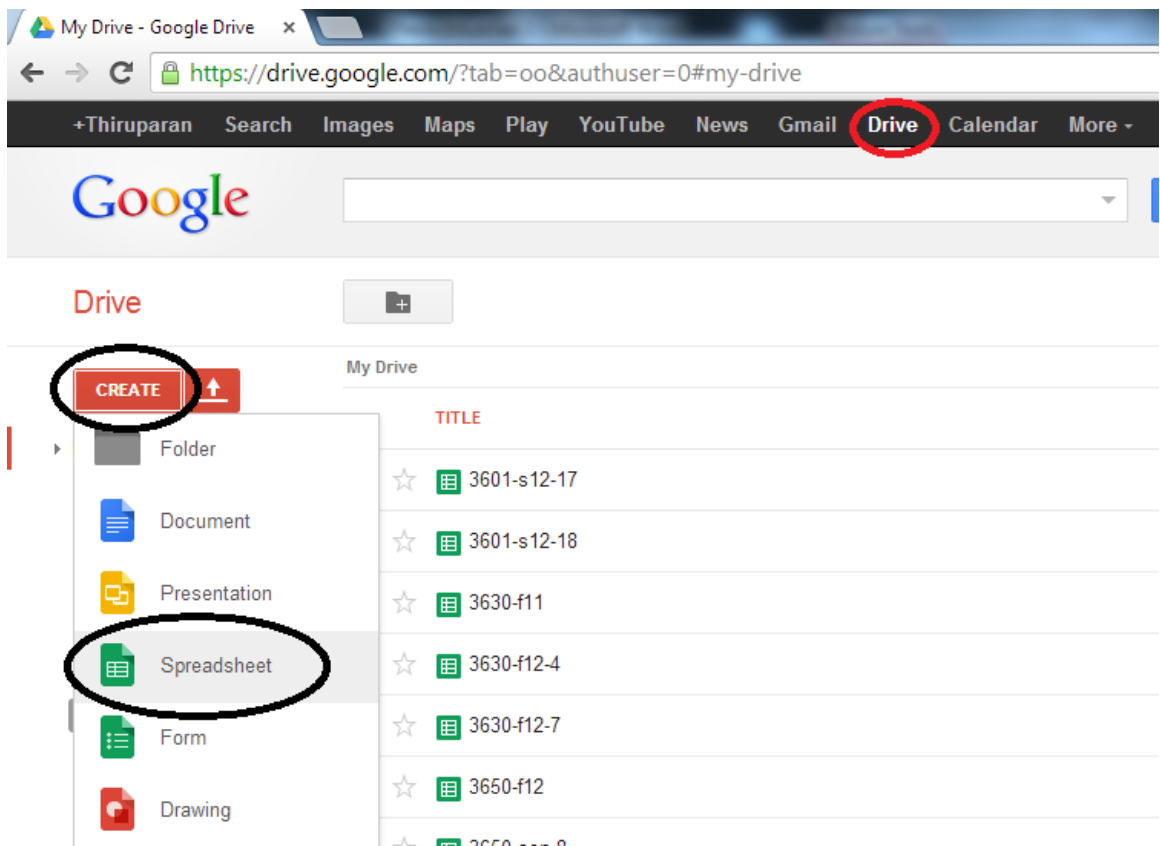 My Drive - Google Drive ×
https://drive.google.com/?tab=oo&authuser=0#my-drive
+Thiruparan Search Images Maps Play YouTube News Gmail Drive Calendar More
Google
Drive
My Drive
CREATE
TITLE
Folder
3601-s12-17
Document
3601-s12-18
Presentation
3630-f11
Spreadsheet
3630-f12-4
Form
3630-f12-7
3650-f12
Drawing